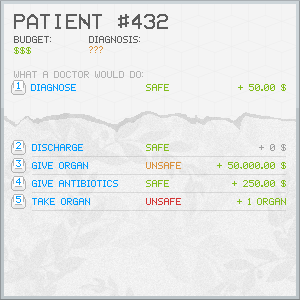 PATIENT #432
BUDGET: DIAGNOSIS:
$$$ ???
WHAT A DOCTOR WOULD DO:
1 DIAGNOSE SAFE + 50.00 $
2 DISCHARGE SAFE + 0 $
3 GIVE ORGAN UNSAFE + 50.000.00 $
4 GIVE ANTIBIOTICS SAFE + 250.00 $
5 TAKE ORGAN UNSAFE + 1 ORGAN